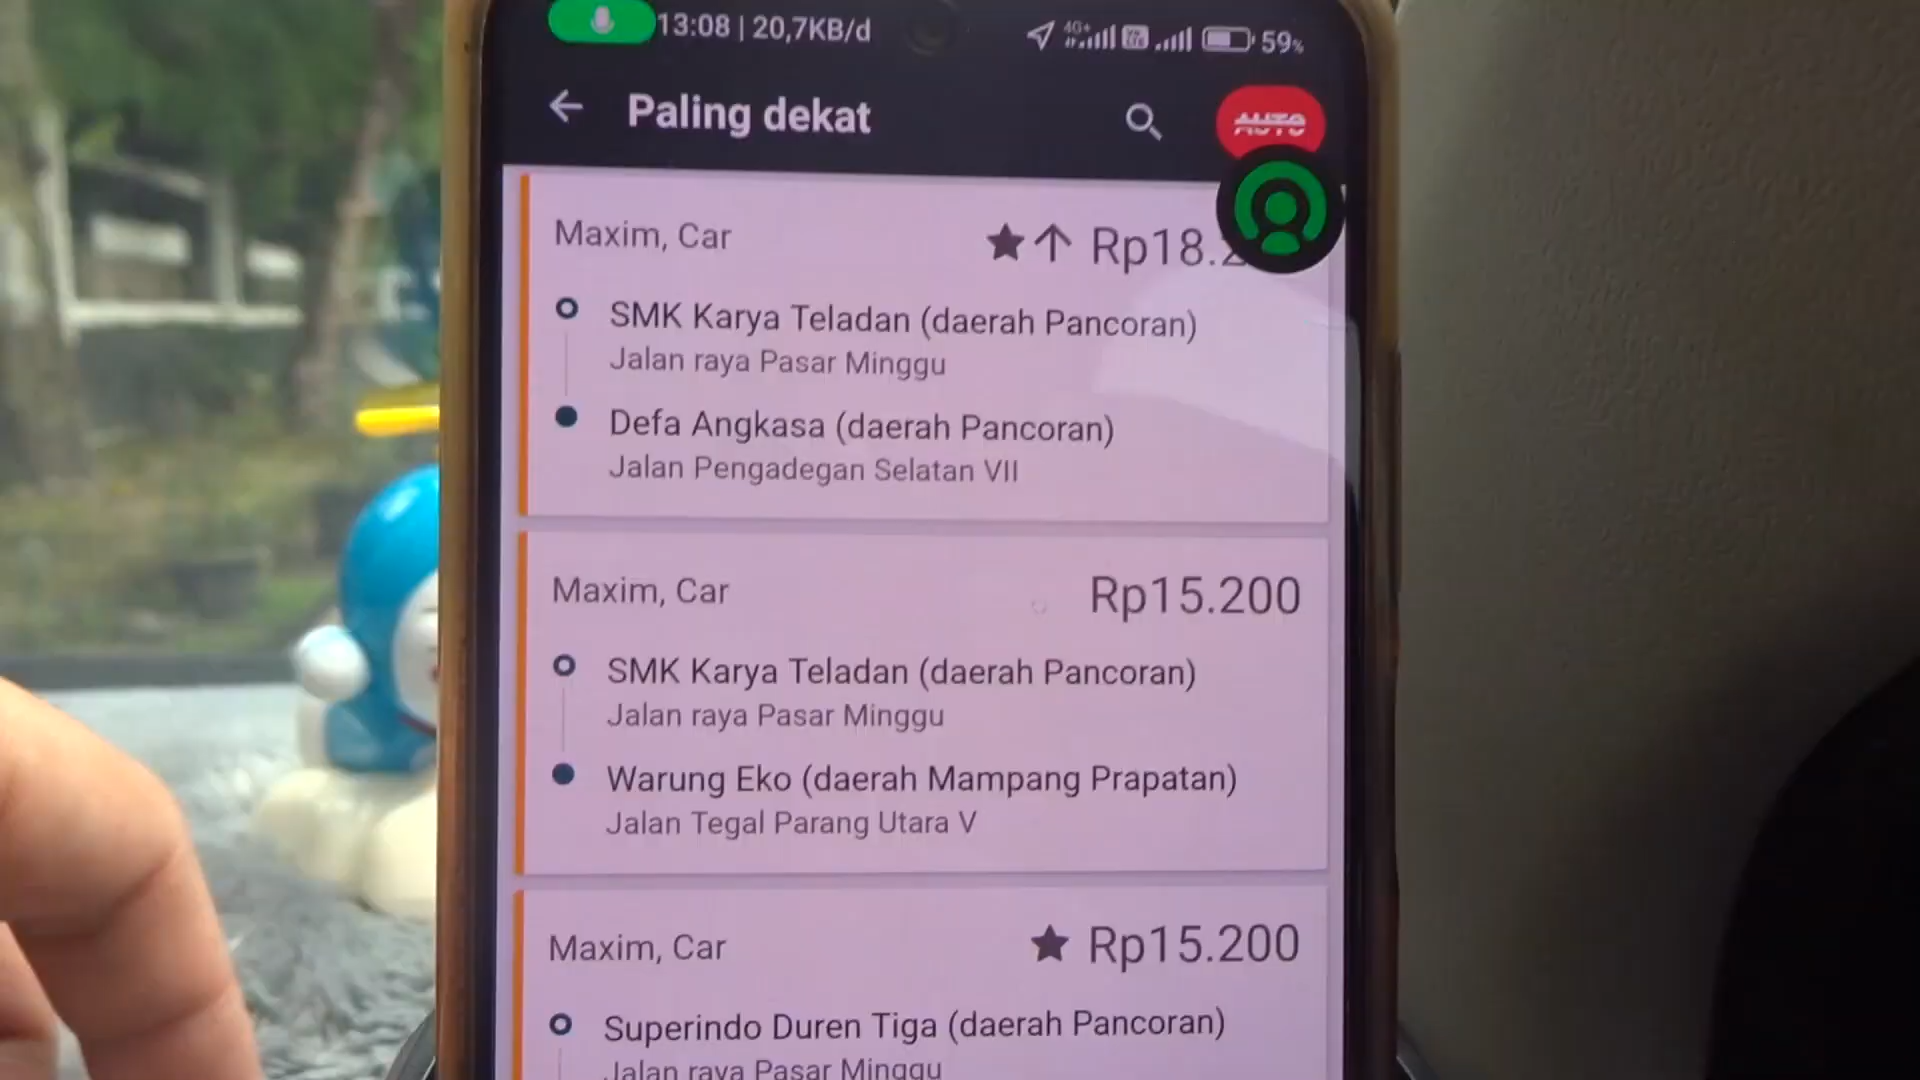 13:08 | 20,7KB/d
4G+
59%
Paling dekat
AUTO
Maxim, Car
SMK Karya Teladan (daerah Pancoran)
Jalan raya Pasar Minggu
Defa Angkasa (daerah Pancoran)
Jalan Pengadegan Selatan VII
Maxim, Car
Rp15.200
SMK Karya Teladan (daerah Pancoran)
Jalan raya Pasar Minggu
Warung Eko (daerah Mampang Prapatan)
Jalan Tegal Parang Utara V
Maxim, Car
Rp15.200
Superindo Duren Tiga (daerah Pancoran)
Jalan raya Pasar Minggu